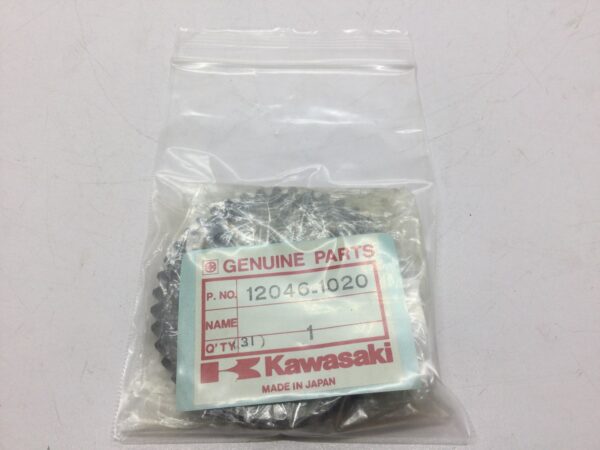 GENUINE PARTS
P. NO. 12046-1020
NAME
Q'TY (31) 1
Kawasaki
MADE IN JAPAN